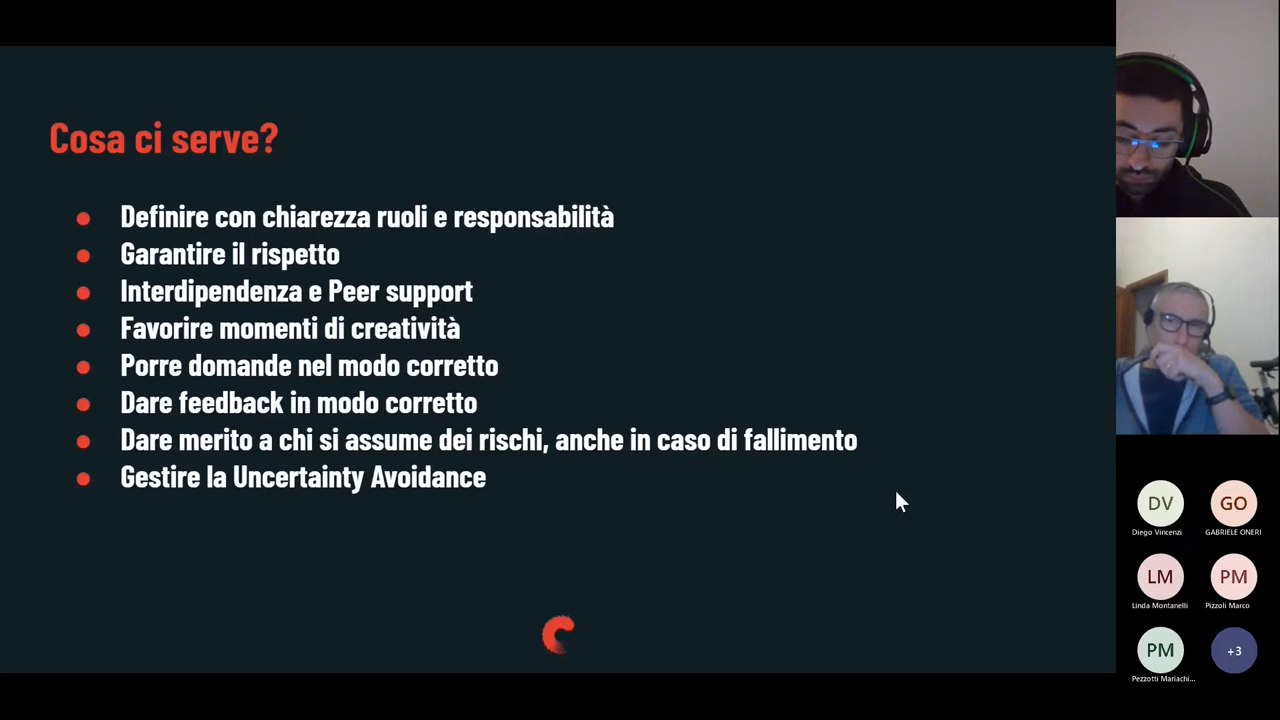 Cosa ci serve?
Definire con chiarezza ruoli e responsabilità
Garantire il rispetto
Interdipendenza e Peer support
Favorire momenti di creatività
Porre domande nel modo corretto
Dare feedback in modo corretto
Dare merito a chi si assume dei rischi, anche in caso di fallimento
Gestire la Uncertainty Avoidance
DV
Diego Vincenzi
GO
GABRIELE ONERI
LM
Linda Montanelli
PM
Pizzoli Marco
PM
Pezzotti Mariachi...
+3